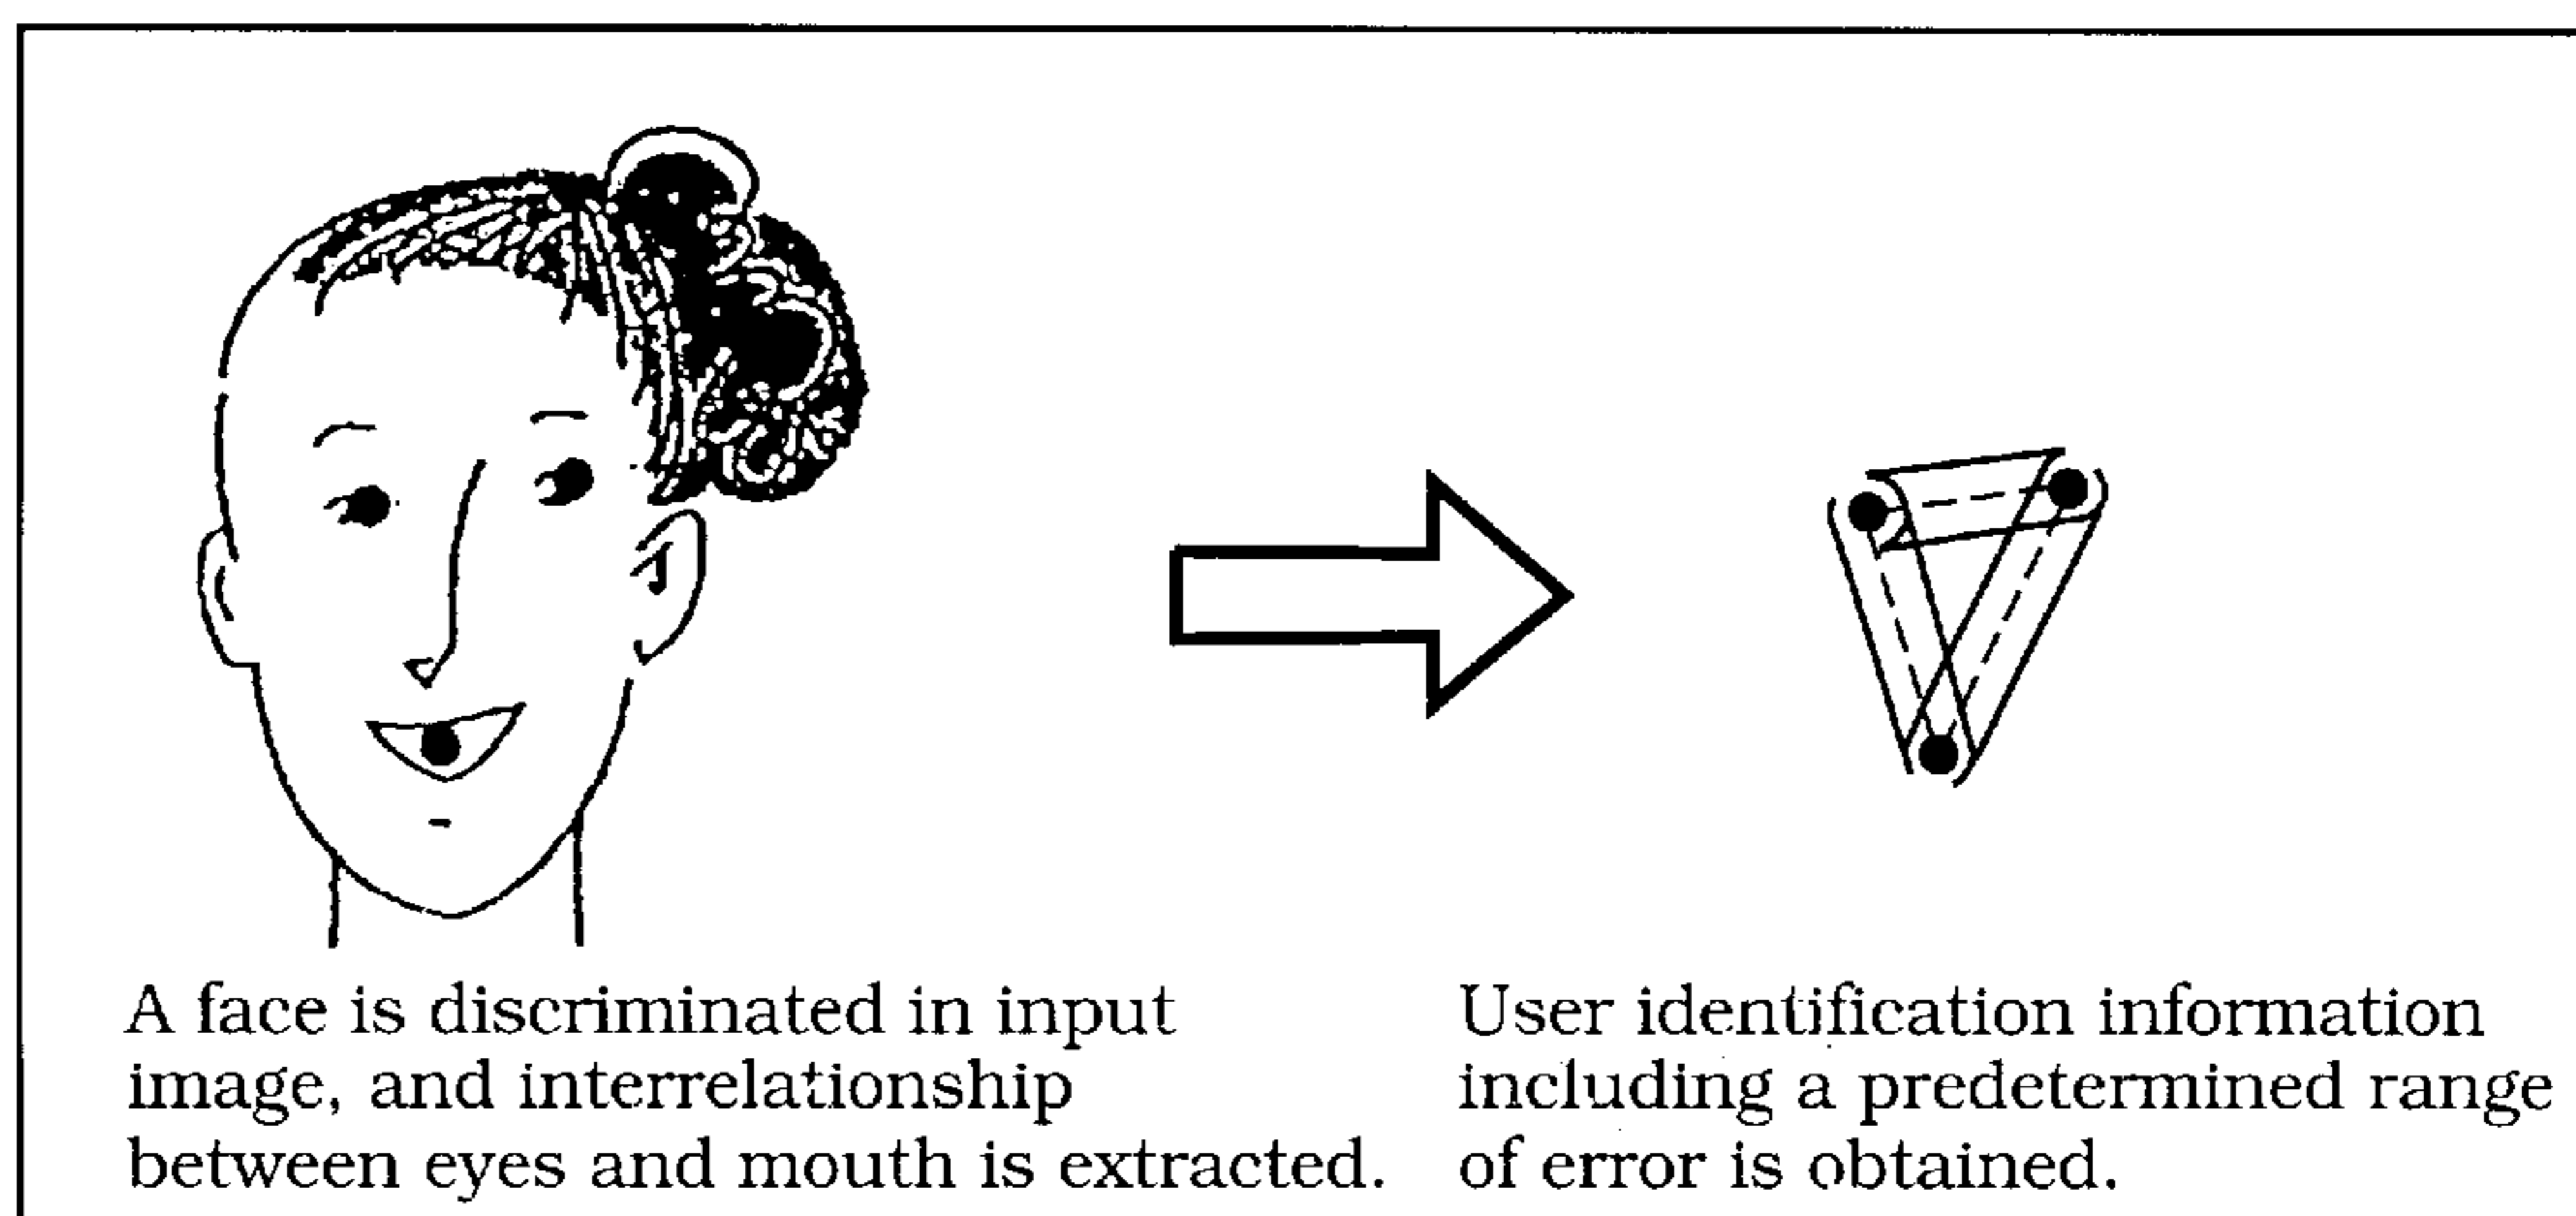 A face is discriminated in input
image, and interrelationship
between eyes and mouth is extracted.
User identification information
including a predetermined range
of error is obtained.